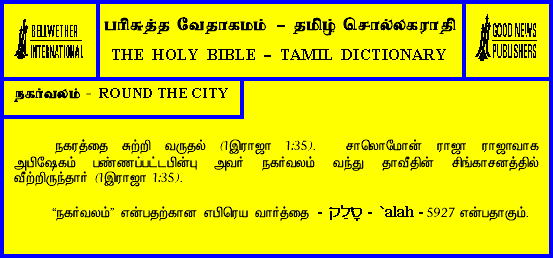 BELLWETHER
INTERNATIONAL
பரிசுத்த வேதாகமம் – தமிழ் சொல்லகராதி
THE HOLY BIBLE – TAMIL DICTIONARY
GOOD NEWS
PUBLISHERS
நகர்வலம் - ROUND THE CITY
நகரத்தை சுற்றி வருதல் (1இராஜா 1:35). சாலொமோன் ராஜா ராஜாவாக
அபிஷேகம் பண்ணப்பட்டபின்பு அவர் நகர்வலம் வந்து தாவீதின் சிங்காசனத்தில்
வீற்றிருந்தார் (1இராஜா 1:35).
“நகர்வலம்” என்பதற்கான எபிரெய வார்த்தை - סָלַק - `alah - 5927 என்பதாகும்.